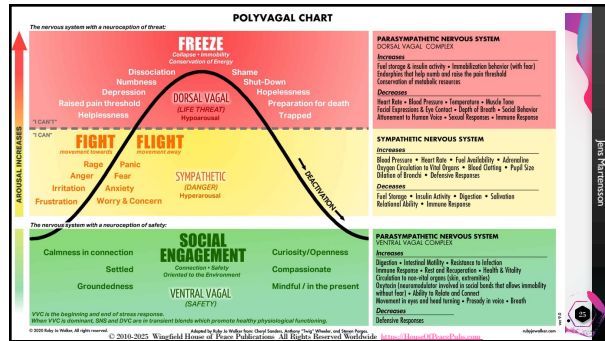 POLYVAGAL CHART
The nervous system with a neuroception of threat:
FREEZE
Collapse • Immobility
Conservation of Energy
Dissociation
Numbness
Depression
Raised pain threshold
Helplessness
Shame
Shut-Down
Hopelessness
Preparation for death
Trapped
DORSAL VAGAL
(LIFE THREAT)
Hypoarousal
"I CAN'T"
"I CAN"
AROUSAL INCREASES
FIGHT
movement towards
FLIGHT
movement away
Rage
Anger
Irritation
Frustration
Panic
Fear
Anxiety
Worry & Concern
SYMPATHETIC
(DANGER)
Hyperarousal
DEACTIVATION
The nervous system with a neuroception of safety:
SOCIAL
ENGAGEMENT
Connection • Safety
Oriented to the Environment
Calmness in connection
Settled
Groundedness
Curiosity/Openness
Compassionate
Mindful / in the present
VENTRAL VAGAL
(SAFETY)
VVC is the beginning and end of stress response.
When VVC is dominant, SNS and DVC are in transient blends which promote healthy physiological functioning.
PARASYMPATHETIC NERVOUS SYSTEM
DORSAL VAGAL COMPLEX
Increases
Fuel storage & insulin activity • Immobilization behavior (with fear)
Endorphins that help numb and raise the pain threshold
Conservation of metabolic resources
Decreases
Heart Rate • Blood Pressure • Temperature • Muscle Tone
Facial Expressions & Eye Contact • Depth of Breath • Social Behavior
Attunement to Human Voice • Sexual Responses • Immune Response
SYMPATHETIC NERVOUS SYSTEM
Increases
Blood Pressure • Heart Rate • Fuel Availability • Adrenaline
Oxygen Circulation to Vital Organs • Blood Clotting • Pupil Size
Dilation of Bronchi • Defensive Responses
Deceases
Fuel Storage • Insulin Activity • Digestion • Salivation
Relational Ability • Immune Response
PARASYMPATHETIC NERVOUS SYSTEM
VENTRAL VAGAL COMPLEX
Increases
Digestion • Intestinal Motility • Resistance to Infection
Immune Response • Rest and Recuperation • Health & Vitality
Circulation to non-vital organs (skin, extremities)
Oxytocin (neuromodulator involved in social bonds that allows immobility
without fear) • Ability to Relate and Connect
Movement in eyes and head turning • Prosody in voice • Breath
Decreases
Defensive Responses
© 2020 Ruby Jo Walker, All rights reserved.
Adapted by Ruby Jo Walker from: Cheryl Sanders, Anthony "Twig" Wheeler, and Steven Porges.
rubyjowalker.com
© 2010-2025 Wingfield House of Peace Publications All Rights Reserved Worldwide https://HouseOfPeacePubs.com
Jens Martensson
25